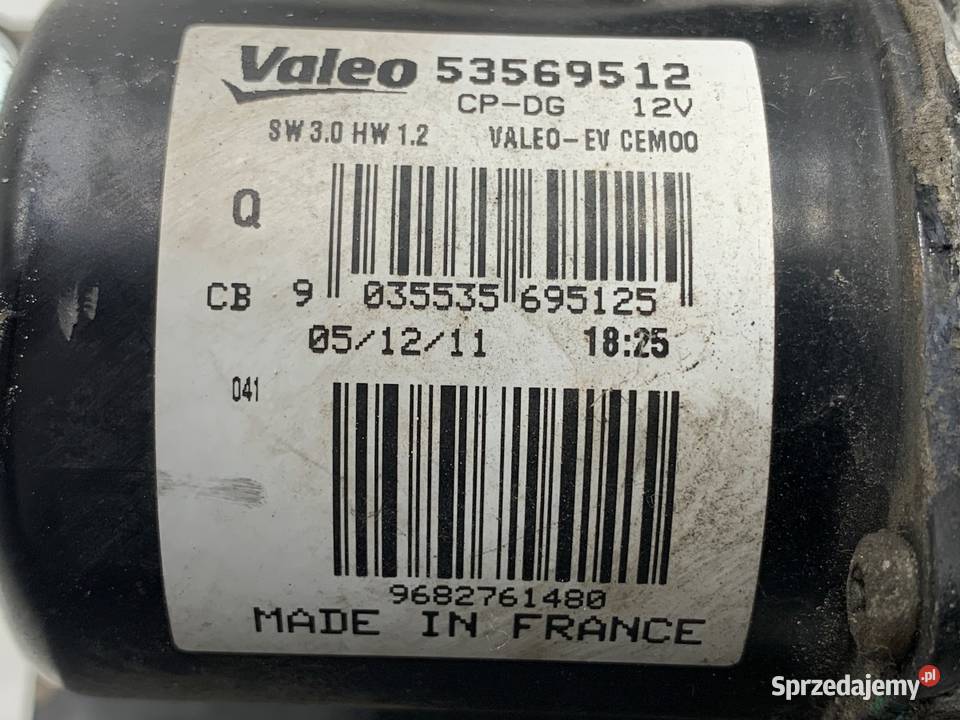 Valeo 53569512
CP-DG 12V
SW 3.0 HW 1.2 VALEO-EV CEM00
Q
CB 9 035535 695125
05/12/11 18:25
041
9682761480
MADE IN FRANCE
Sprzedajemy.pl